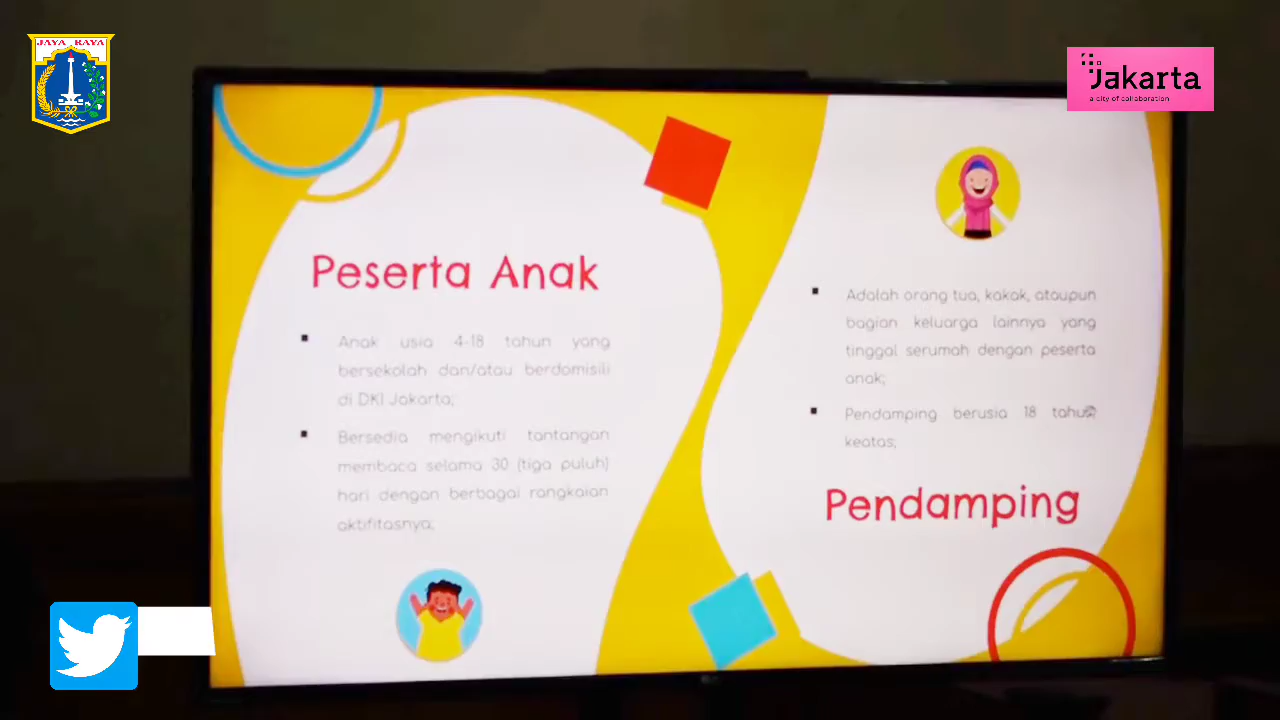 JAYA RAYA
Jakarta
a city of collaboration
Peserta Anak
Anak usia 4-18 tahun yang
bersekolah dan/atau berdomisili
di DKI Jakarta;
Bersedia mengikuti tantangan
membaca selama 30 (tiga puluh)
hari dengan berbagai rangkaian
aktifitasnya;
Adalah orang tua, kakak, ataupun
bagian keluarga lainnya yang
tinggal serumah dengan peserta
anak;
Pendamping berusia 18 tahun
keatas;
Pendamping
LG